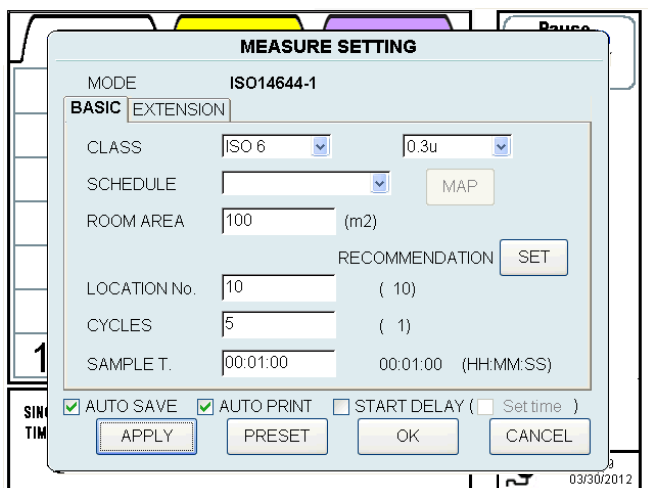 Pause
MEASURE SETTING
MODE ISO14644-1
BASIC EXTENSION
CLASS ISO 6 0.3u
SCHEDULE MAP
ROOM AREA 100 (m2)
RECOMMENDATION SET
LOCATION No. 10 ( 10)
CYCLES 5 ( 1)
SAMPLE T. 00:01:00 00:01:00 (HH:MM:SS)
1
AUTO SAVE AUTO PRINT START DELAY ( Set time )
APPLY PRESET OK CANCEL
03/30/2012